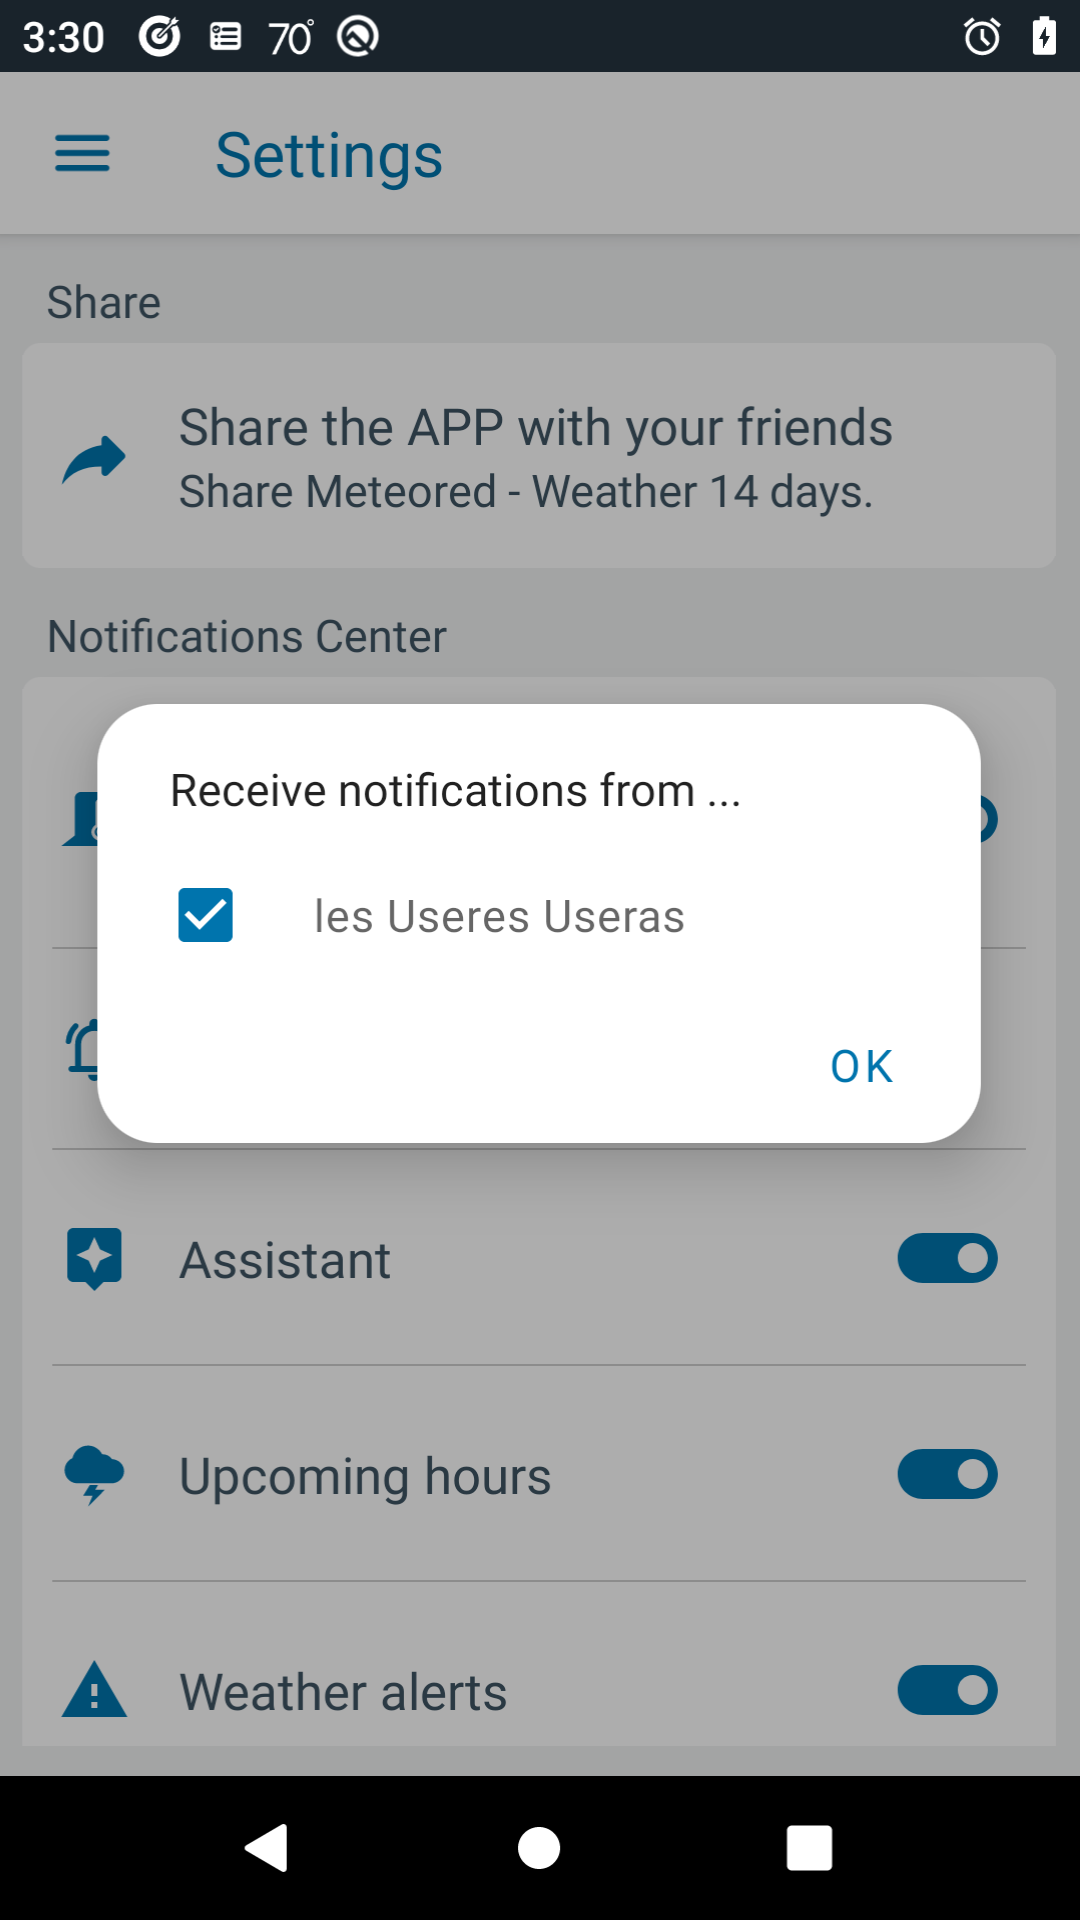 3:30 70°
Settings
Share
Share the APP with your friends
Share Meteored - Weather 14 days.
Notifications Center
Receive notifications from ...
les Useres Useras
OK
Assistant
Upcoming hours
Weather alerts